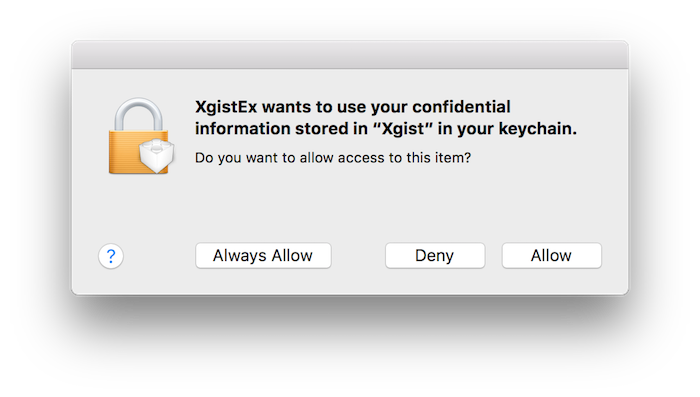 XgistEx wants to use your confidential
information stored in “Xgist” in your keychain.
Do you want to allow access to this item?
?
Always Allow
Deny
Allow